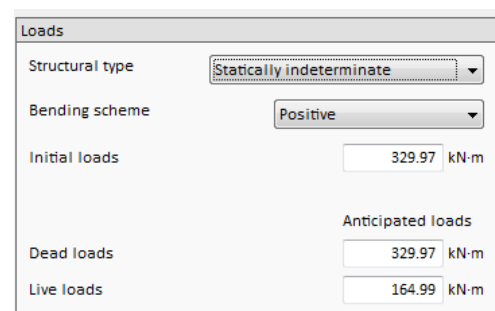 Loads
Structural type Statically indeterminate
Bending scheme Positive
Initial loads 329.97 kN·m
Anticipated loads
Dead loads 329.97 kN·m
Live loads 164.99 kN·m